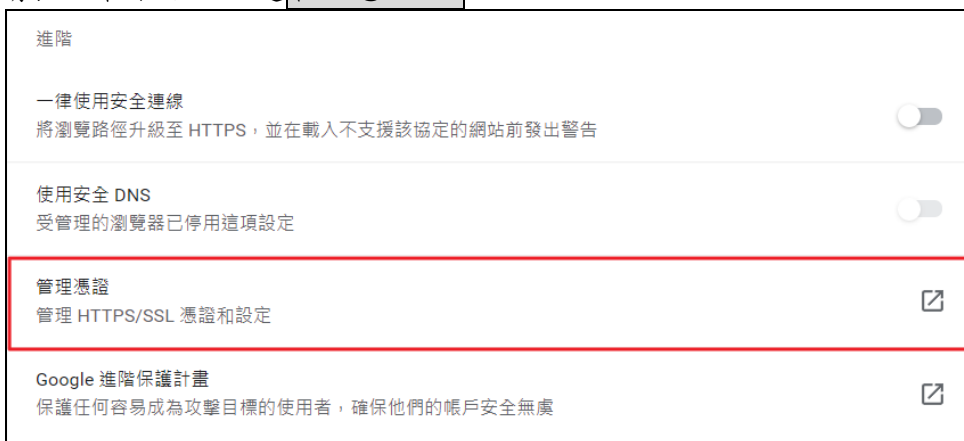 進階
一律使用安全連線
將瀏覽路徑升級至 HTTPS，並在載入不支援該協定的網站前發出警告
使用安全 DNS
受管理的瀏覽器已停用這項設定
管理憑證
管理 HTTPS/SSL 憑證和設定
Google 進階保護計畫
保護任何容易成為攻擊目標的使用者，確保他們的帳戶安全無虞